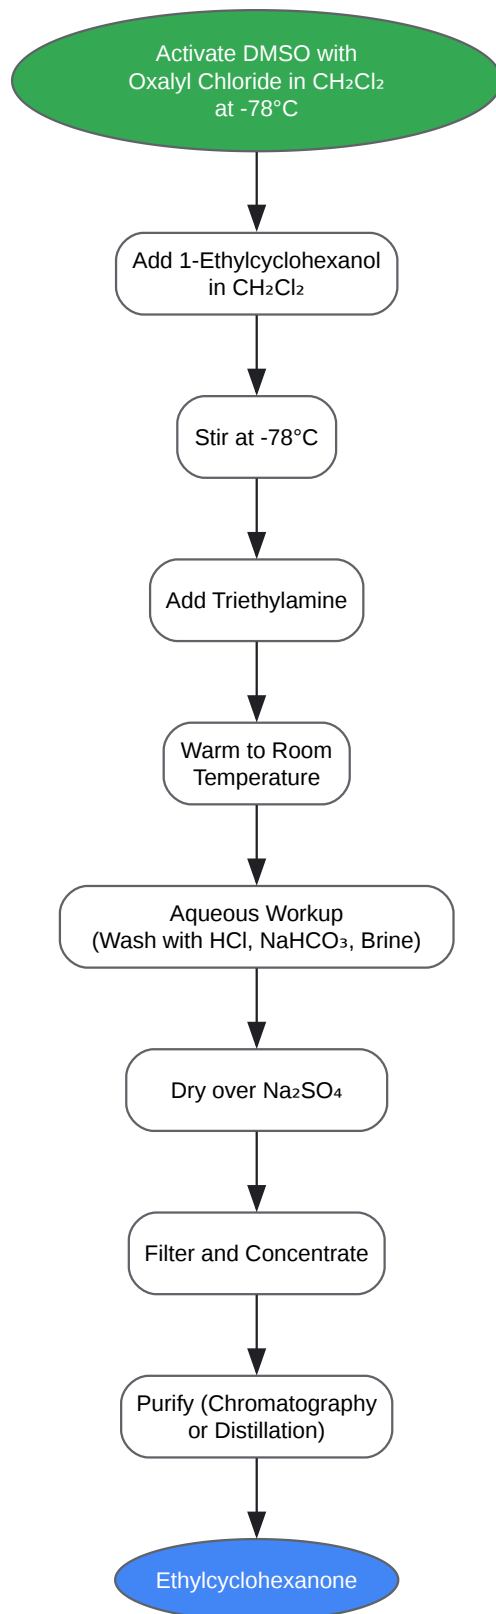 Activate DMSO with
Oxalyl Chloride in CH₂Cl₂
at -78°C
Add 1-Ethylcyclohexanol
in CH₂Cl₂
Stir at -78°C
Add Triethylamine
Warm to Room
Temperature
Aqueous Workup
(Wash with HCl, NaHCO₃, Brine)
Dry over Na₂SO₄
Filter and Concentrate
Purify (Chromatography
or Distillation)
Ethylcyclohexanone